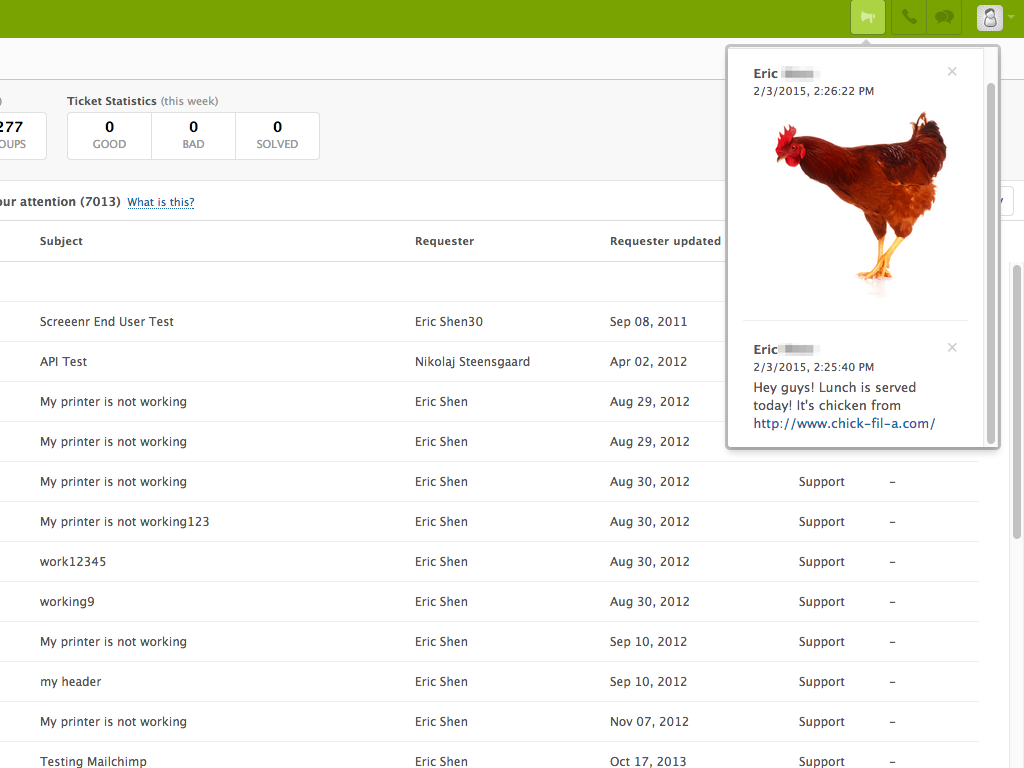 )
Ticket Statistics (this week)
277
OUPS
0
GOOD
0
BAD
0
SOLVED
our attention (7013) What is this?
Subject Requester Requester updated
Screeenr End User Test Eric Shen30 Sep 08, 2011
API Test Nikolaj Steensgaard Apr 02, 2012
My printer is not working Eric Shen Aug 29, 2012
My printer is not working Eric Shen Aug 29, 2012
My printer is not working Eric Shen Aug 30, 2012 Support –
My printer is not working123 Eric Shen Aug 30, 2012 Support –
work12345 Eric Shen Aug 30, 2012 Support –
working9 Eric Shen Aug 30, 2012 Support –
My printer is not working Eric Shen Sep 10, 2012 Support –
my header Eric Shen Sep 10, 2012 Support –
My printer is not working Eric Shen Nov 07, 2012 Support –
Testing Mailchimp Eric Shen Oct 17, 2013 Support –
Eric
2/3/2015, 2:26:22 PM
Eric
2/3/2015, 2:25:40 PM
Hey guys! Lunch is served
today! It's chicken from
http://www.chick-fil-a.com/